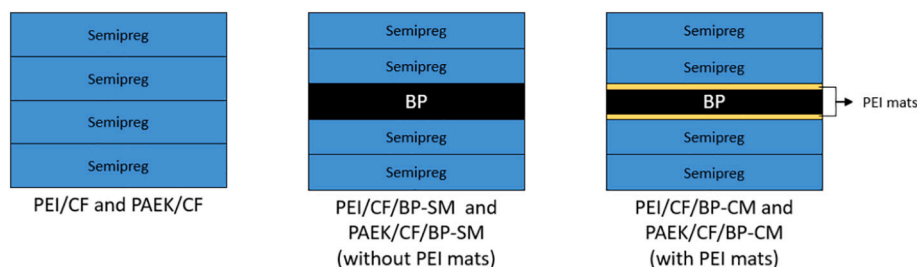 Semipreg
Semipreg
Semipreg
Semipreg
PEI/CF and PAEK/CF
Semipreg
Semipreg
BP
Semipreg
Semipreg
PEI/CF/BP-SM and
PAEK/CF/BP-SM
(without PEI mats)
Semipreg
Semipreg
BP
PEI mats
Semipreg
Semipreg
PEI/CF/BP-CM and
PAEK/CF/BP-CM
(with PEI mats)